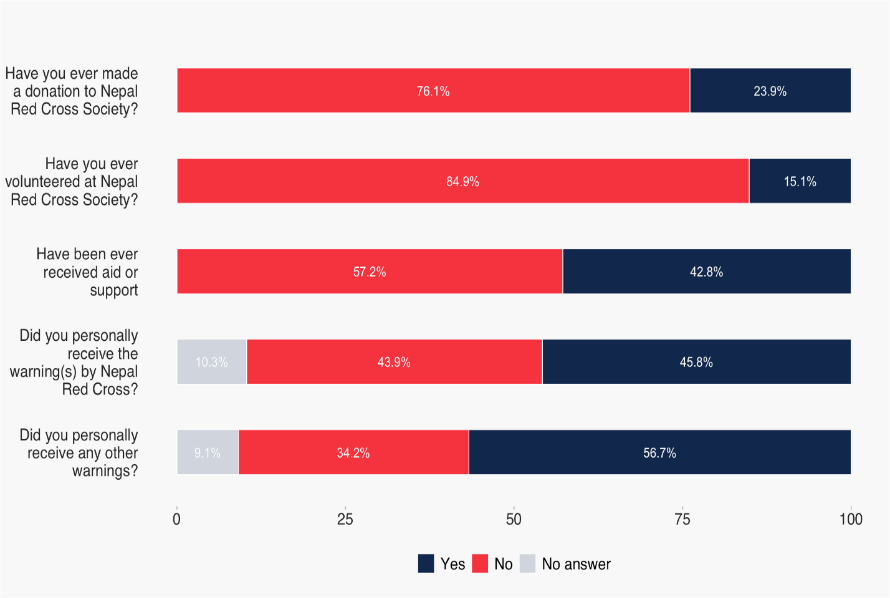 Have you ever made
a donation to Nepal
Red Cross Society?
76.1%
23.9%
Have you ever
volunteered at Nepal
Red Cross Society?
84.9%
15.1%
Have been ever
received aid or
support
57.2%
42.8%
Did you personally
receive the
warning(s) by Nepal
Red Cross?
10.3%
43.9%
45.8%
Did you personally
receive any other
warnings?
9.1%
34.2%
56.7%
0
25
50
75
100
Yes
No
No answer